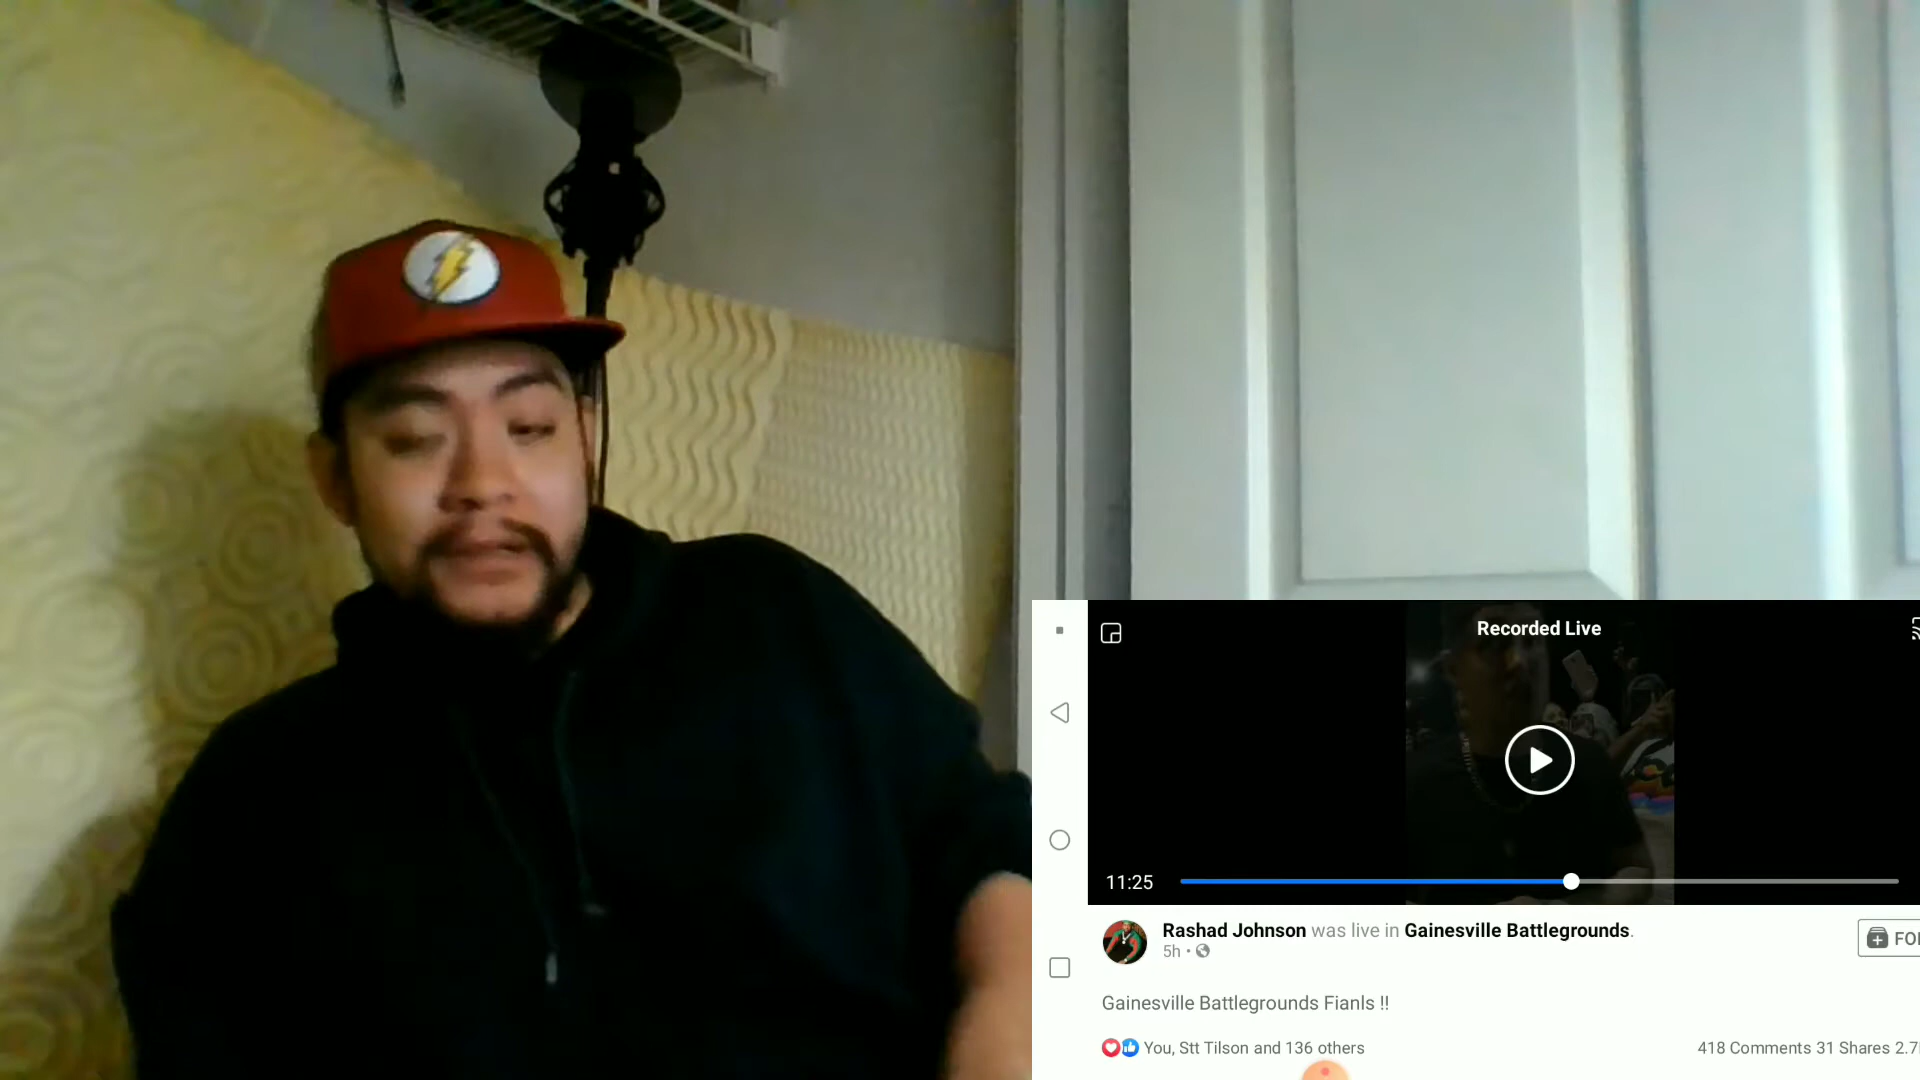 Recorded Live
11:25
Rashad Johnson was live in Gainesville Battlegrounds.
5h
Gainesville Battlegrounds Fianls !!
You, Stt Tilson and 136 others
418 Comments 31 Shares